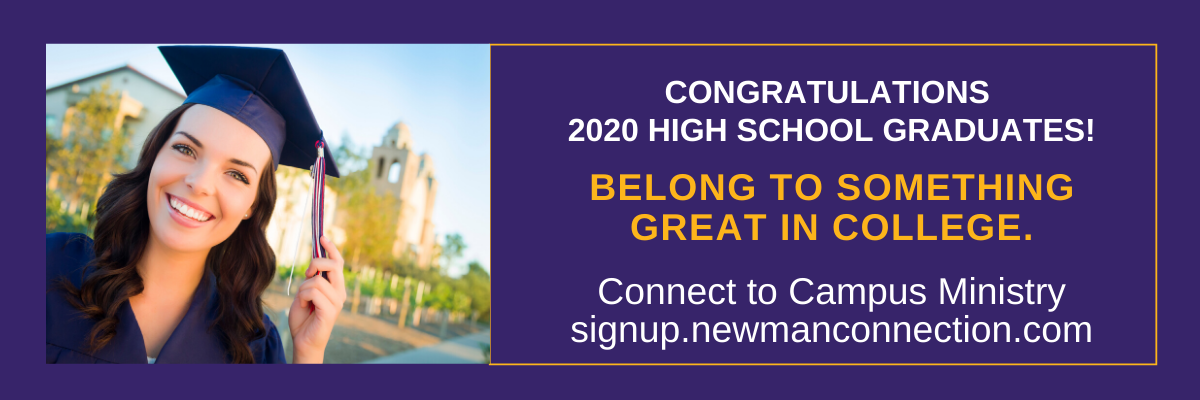 CONGRATULATIONS
2020 HIGH SCHOOL GRADUATES!
BELONG TO SOMETHING
GREAT IN COLLEGE.
Connect to Campus Ministry
signup.newmanconnection.com